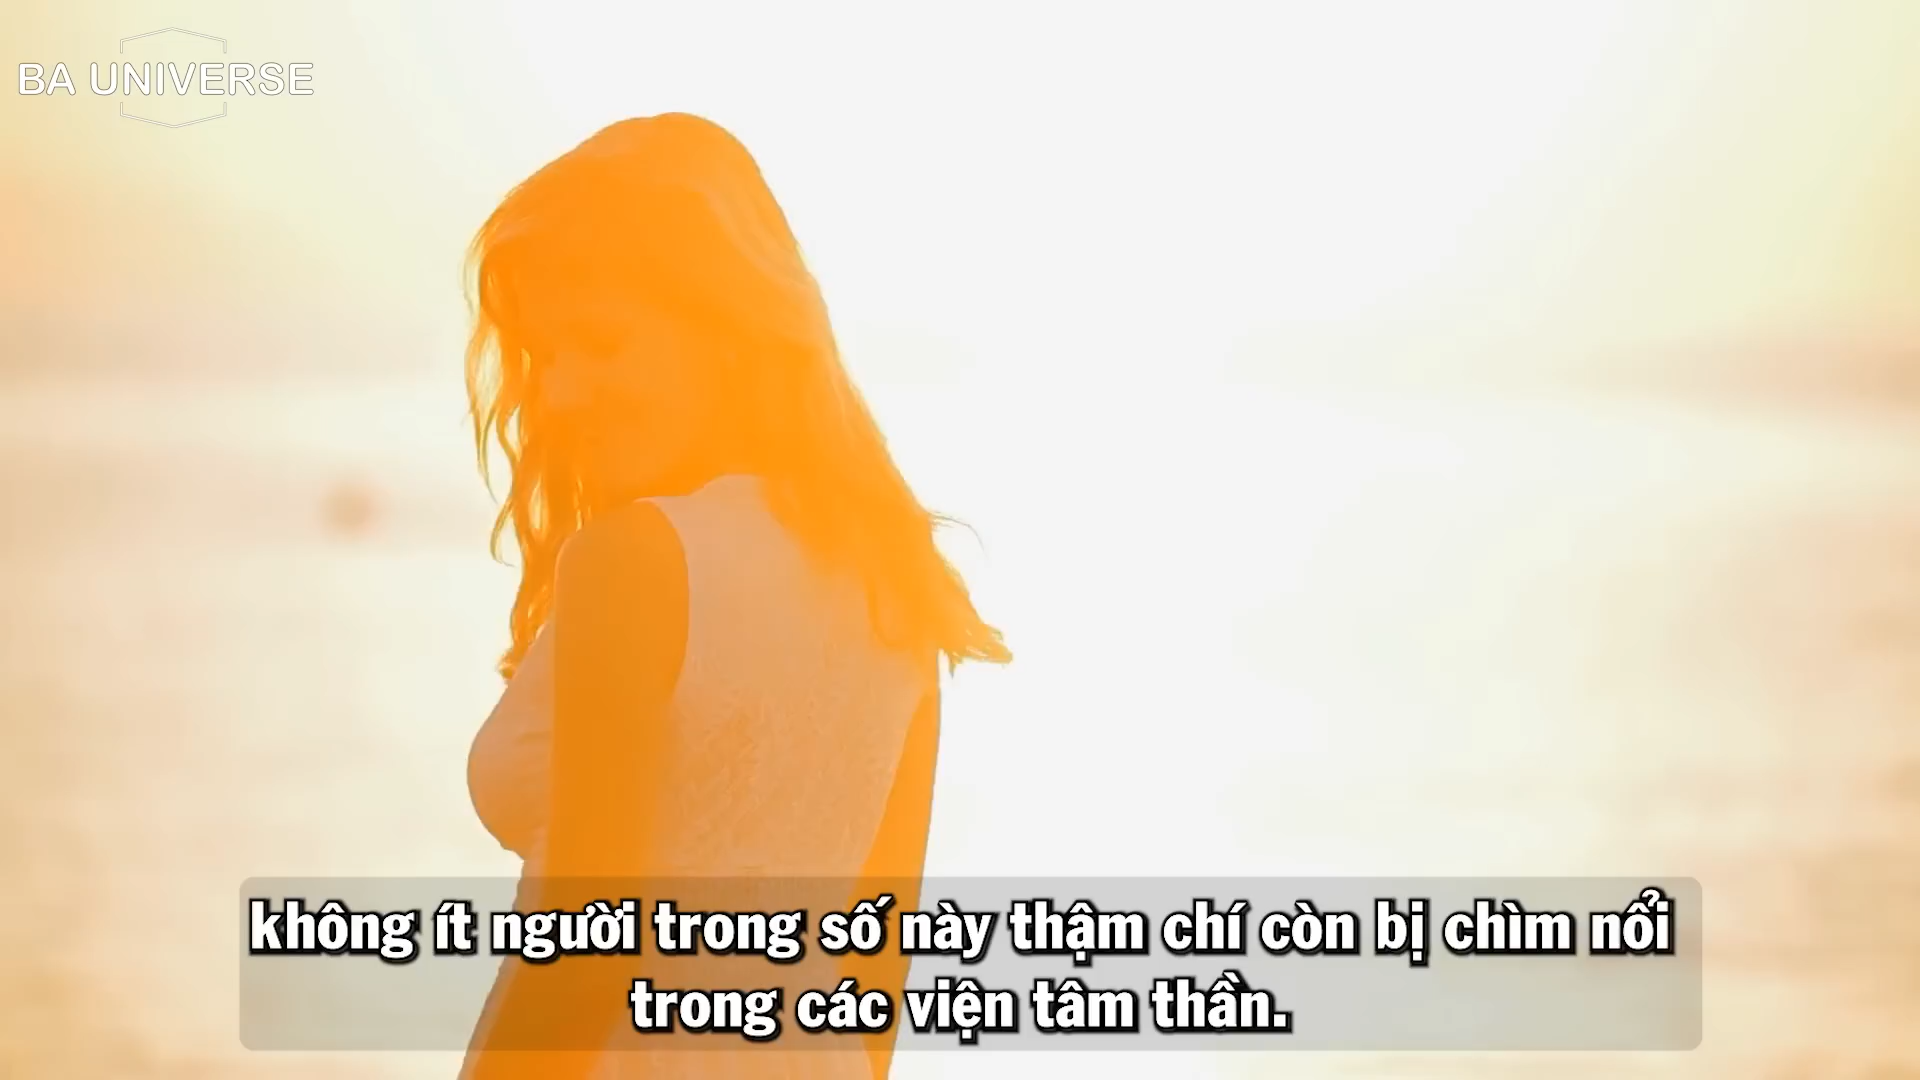 BA UNIVERSE
không ít người trong số này thậm chí còn bị chìm nổi
trong các viện tâm thần.